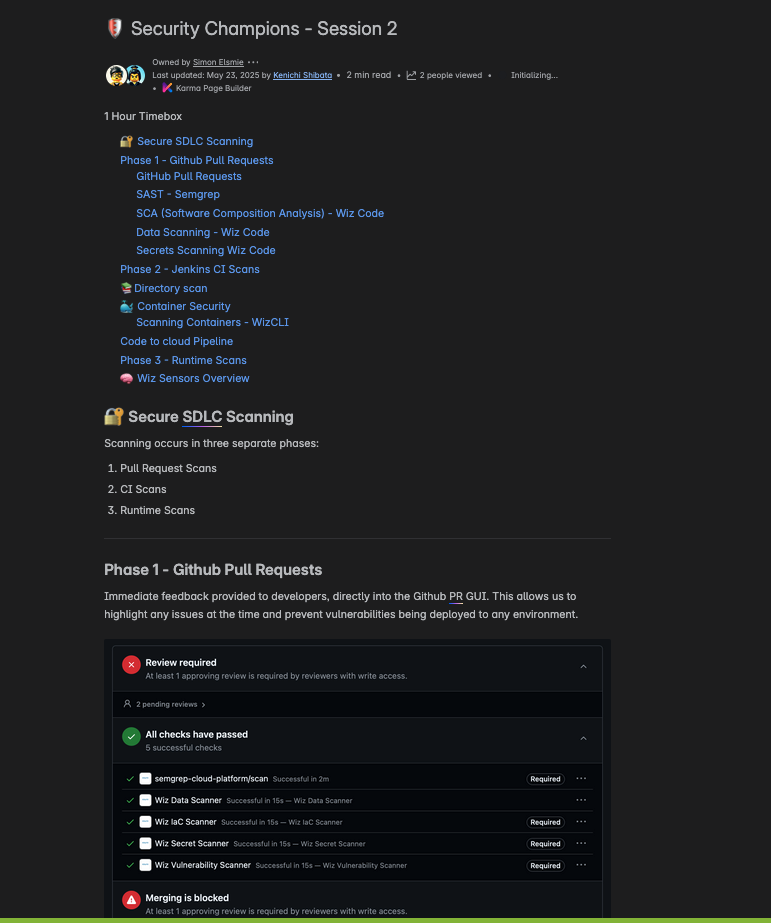 Security Champions - Session 2
Owned by Simon Elsmie
Last updated: May 23, 2025 by Kenichi Shibata • 2 min read • 2 people viewed • Initializing...
• Karma Page Builder
1 Hour Timebox
Secure SDLC Scanning
Phase 1 - Github Pull Requests
GitHub Pull Requests
SAST - Semgrep
SCA (Software Composition Analysis) - Wiz Code
Data Scanning - Wiz Code
Secrets Scanning Wiz Code
Phase 2 - Jenkins CI Scans
Directory scan
Container Security
Scanning Containers - WizCLI
Code to cloud Pipeline
Phase 3 - Runtime Scans
Wiz Sensors Overview
Secure SDLC Scanning
Scanning occurs in three separate phases:
1. Pull Request Scans
2. CI Scans
3. Runtime Scans
Phase 1 - Github Pull Requests
Immediate feedback provided to developers, directly into the Github PR GUI. This allows us to
highlight any issues at the time and prevent vulnerabilities being deployed to any environment.
Review required
At least 1 approving review is required by reviewers with write access.
2 pending reviews
All checks have passed
5 successful checks
semgrep-cloud-platform/scan Successful in 2m Required
Wiz Data Scanner Successful in 15s — Wiz Data Scanner
Wiz IaC Scanner Successful in 15s — Wiz IaC Scanner Required
Wiz Secret Scanner Successful in 15s — Wiz Secret Scanner Required
Wiz Vulnerability Scanner Successful in 15s — Wiz Vulnerability Scanner Required
Merging is blocked
At least 1 approving review is required by reviewers with write access.